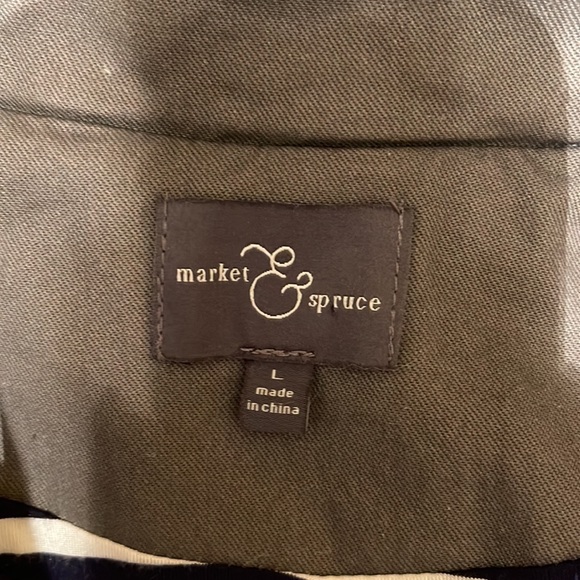 market & spruce
L
made
in china